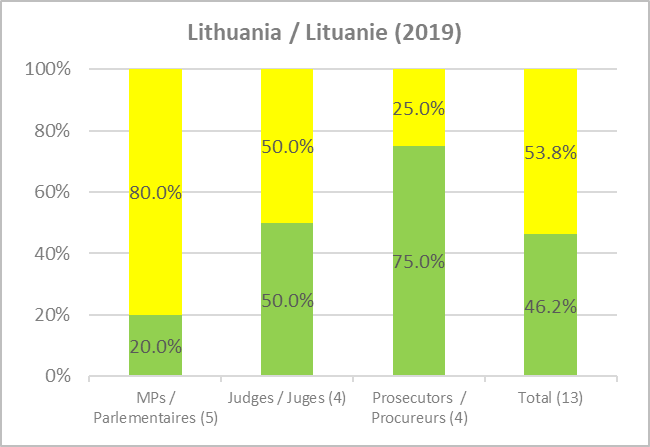 Lithuania / Lituanie (2019)
100%
80%
60%
40%
20%
0%
80.0%
20.0%
50.0%
50.0%
25.0%
75.0%
53.8%
46.2%
MPs /
Parlementaires (5)
Judges / Juges (4)
Prosecutors /
Procureurs (4)
Total (13)